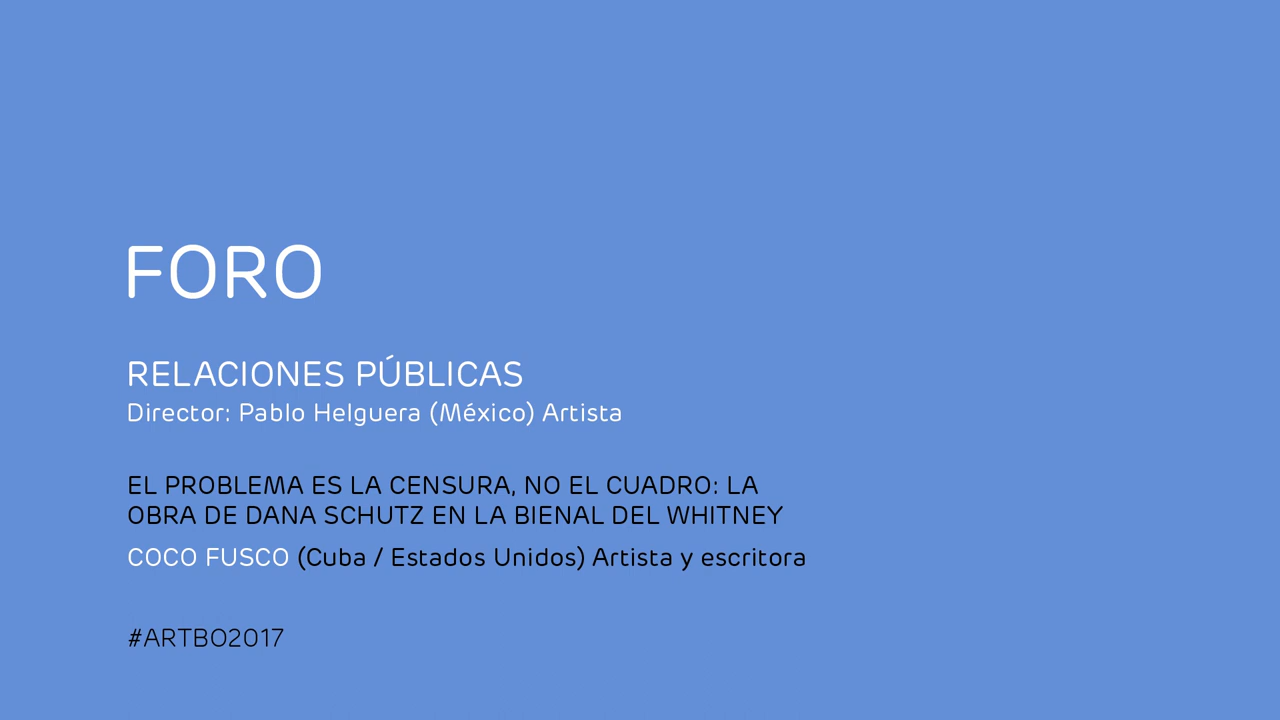 FORO
RELACIONES PÚBLICAS
Director: Pablo Helguera (México) Artista
EL PROBLEMA ES LA CENSURA, NO EL CUADRO: LA
OBRA DE DANA SCHUTZ EN LA BIENAL DEL WHITNEY
COCO FUSCO (Cuba / Estados Unidos) Artista y escritora
#ARTBO2017